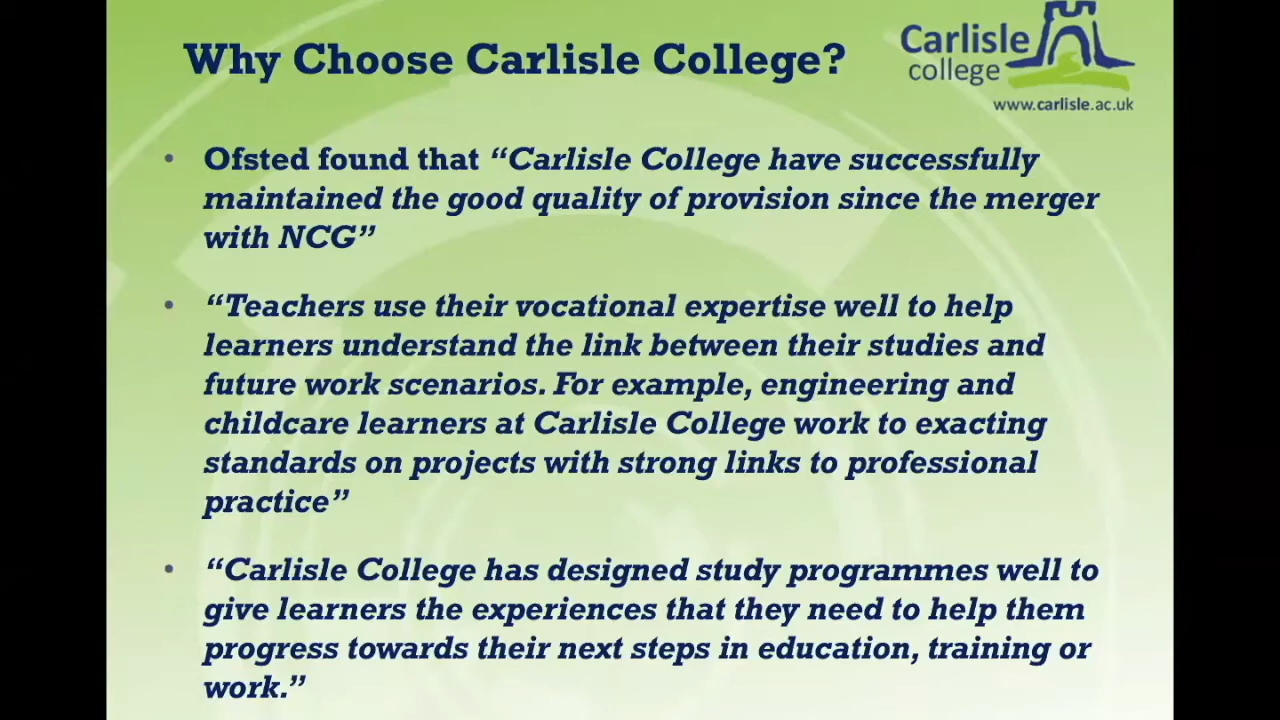 Why Choose Carlisle College?
Carlisle
college
www.carlisle.ac.uk
• Ofsted found that “Carlisle College have successfully
maintained the good quality of provision since the merger
with NCG”
• “Teachers use their vocational expertise well to help
learners understand the link between their studies and
future work scenarios. For example, engineering and
childcare learners at Carlisle College work to exacting
standards on projects with strong links to professional
practice”
• “Carlisle College has designed study programmes well to
give learners the experiences that they need to help them
progress towards their next steps in education, training or
work.”